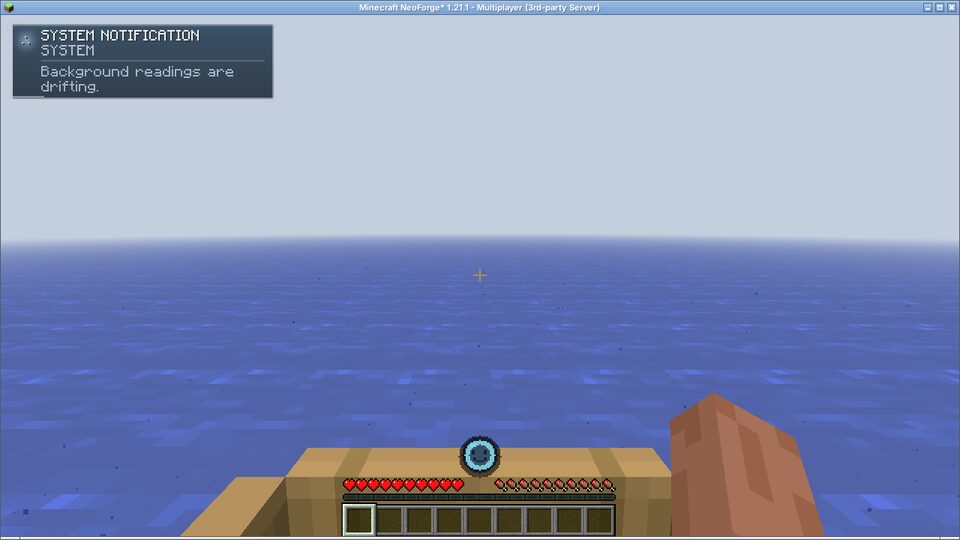 Minecraft NeoForge* 1.21.1 - Multiplayer (3rd-party Server)
SYSTEM NOTIFICATION
SYSTEM
Background readings are
drifting.